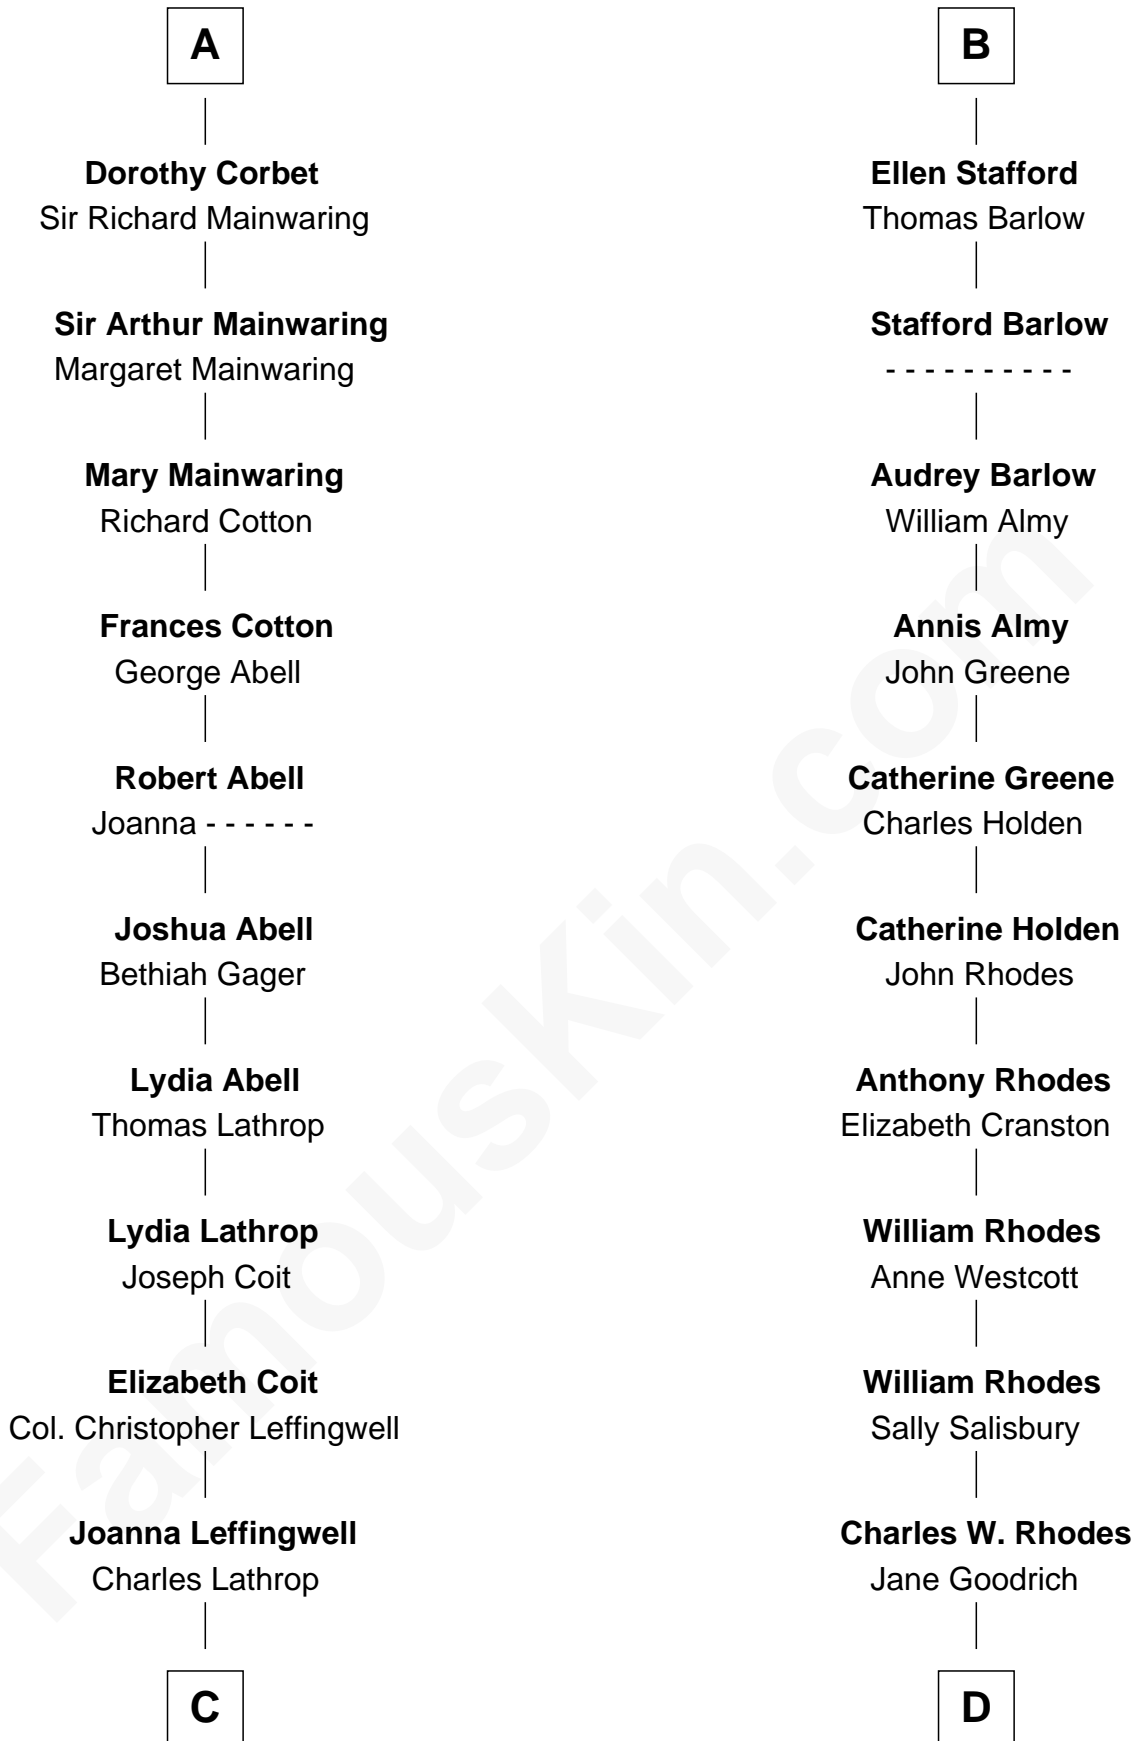 A
Dorothy Corbet
Sir Richard Mainwaring
Sir Arthur Mainwaring
Margaret Mainwaring
Mary Mainwaring
Richard Cotton
Frances Cotton
George Abell
Robert Abell
Joanna - - - - - -
Joshua Abell
Bethiah Gager
Lydia Abell
Thomas Lathrop
Lydia Lathrop
Joseph Coit
Elizabeth Coit
Col. Christopher Leffingwell
Joanna Leffingwell
Charles Lathrop
C
B
Ellen Stafford
Thomas Barlow
Stafford Barlow
- - - - - - - - - -
Audrey Barlow
William Almy
Annis Almy
John Greene
Catherine Greene
Charles Holden
Catherine Holden
John Rhodes
Anthony Rhodes
Elizabeth Cranston
William Rhodes
Anne Westcott
William Rhodes
Sally Salisbury
Charles W. Rhodes
Jane Goodrich
D
FamousKin.com